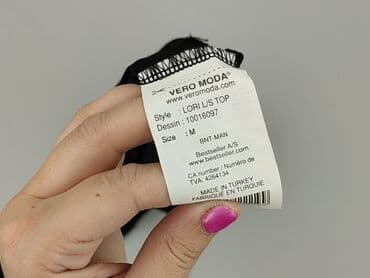 VERO MODA®
www.veromoda.com
Style : LORI L/S TOP
Dessin : 10016097
Size : M
BNT-MAN
Bestseller A/S
www.bestseller.com
CA number / Numéro de
TVA. 4264134
MADE IN TURKEY
FABRIQUÉ EN TURQUIE